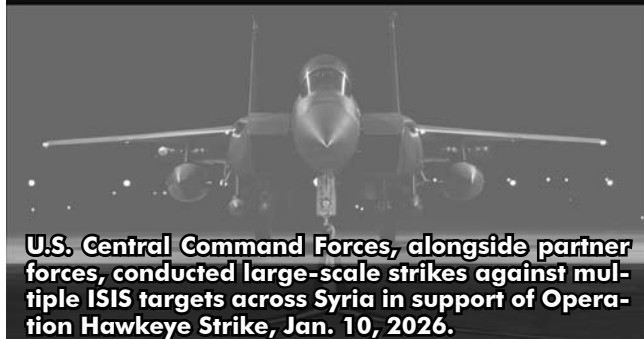 U.S. Central Command Forces, alongside partner
forces, conducted large-scale strikes against mul-
tiple ISIS targets across Syria in support of Opera-
tion Hawkeye Strike, Jan. 10, 2026.